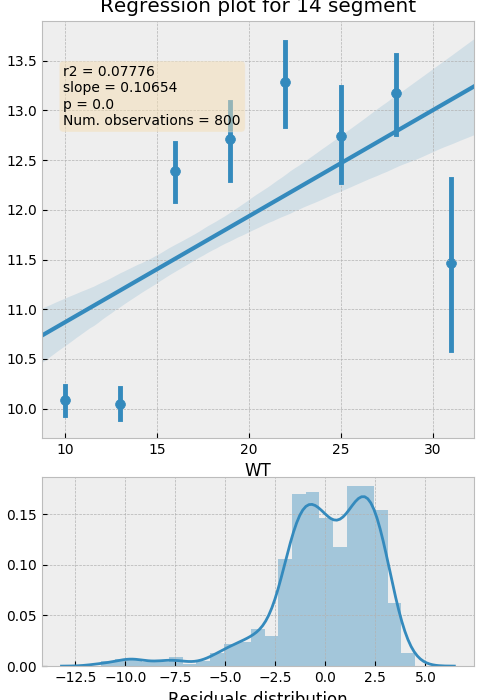 Regression plot for 14 segment
13.5
r2 = 0.07776
slope = 0.10654
p = 0.0
Num. observations = 800
13.0
12.5
12.0
11.5
11.0
10.5
10.0
10 15 20 25 30
WT
0.15
0.10
0.05
0.00
−12.5 −10.0 −7.5 −5.0 −2.5 0.0 2.5 5.0
Residuals distribution